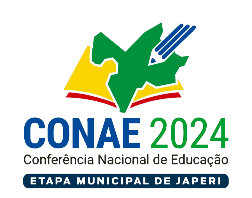 CONAE 2024
Conferência Nacional de Educação
ETAPA MUNICIPAL DE JAPERI